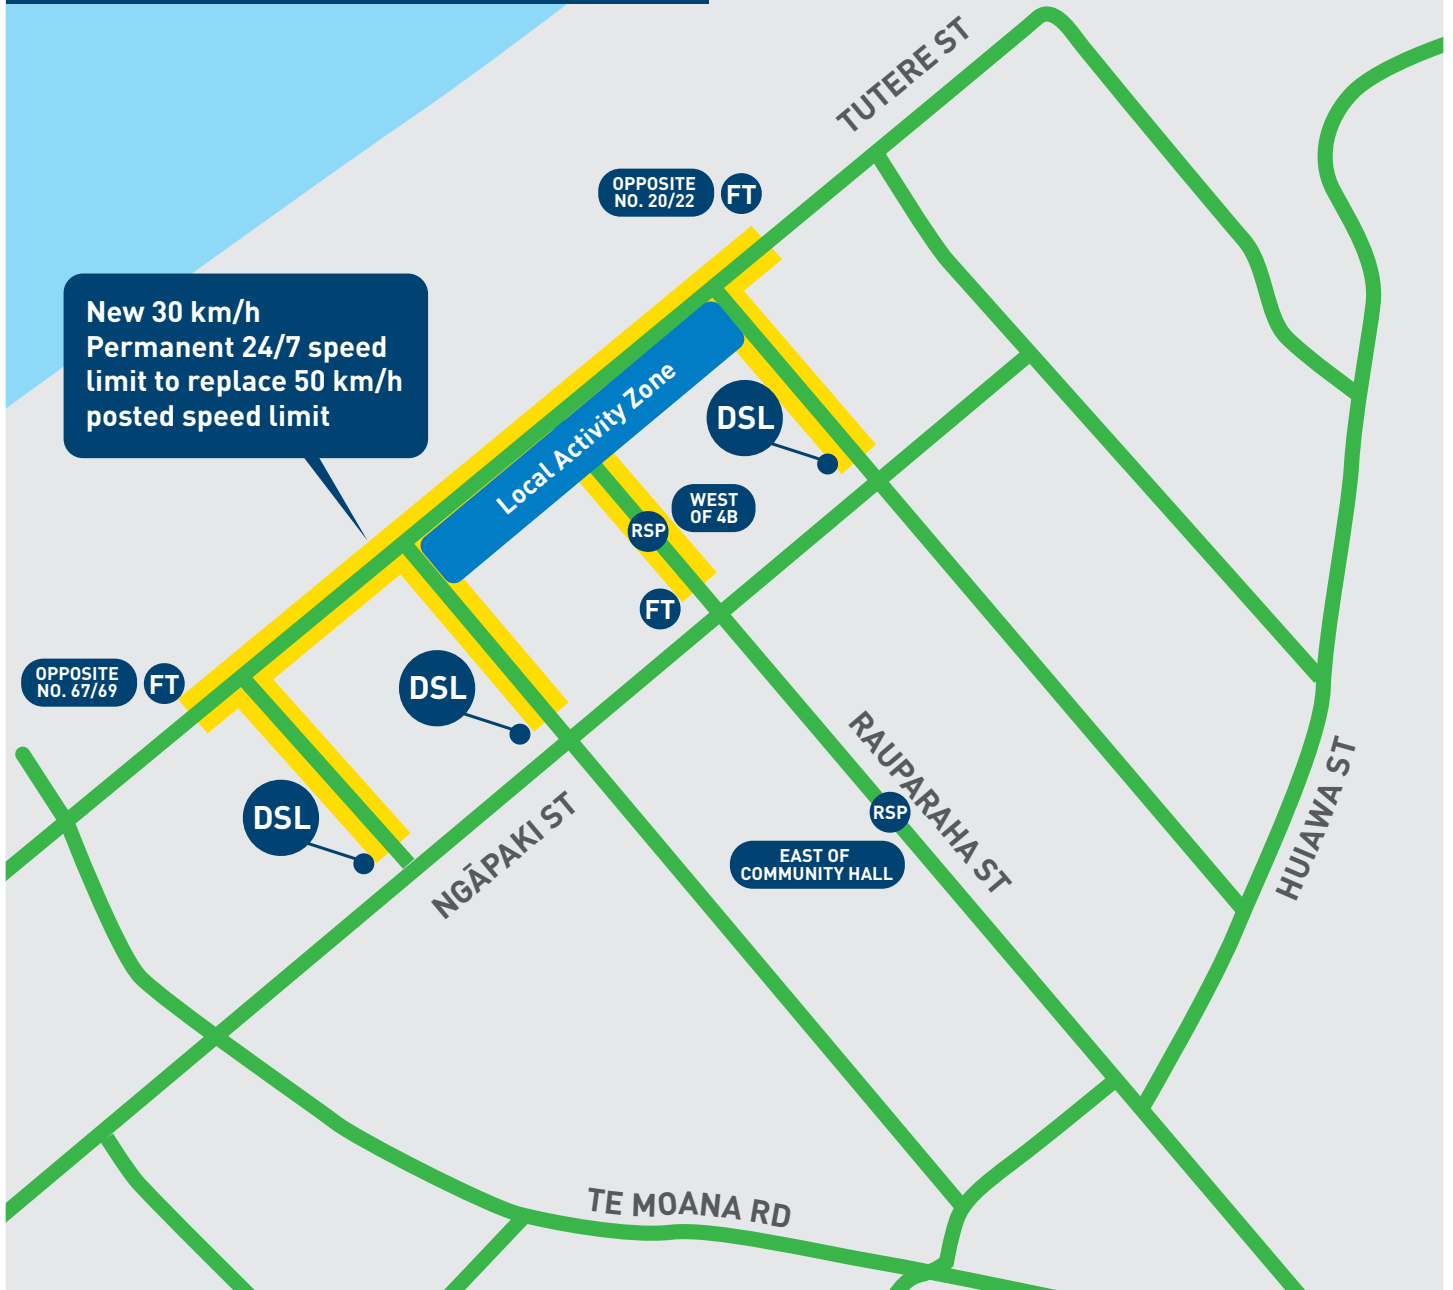 TUTERE ST
OPPOSITE
NO. 20/22
FT
New 30 km/h
Permanent 24/7 speed
limit to replace 50 km/h
posted speed limit
Local Activity Zone
DSL
WEST
OF 4B
RSP
FT
OPPOSITE
NO. 67/69
FT
DSL
DSL
NGĀPAKI ST
RAUPARAHA ST
RSP
EAST OF
COMMUNITY HALL
HUIAWA ST
TE MOANA RD